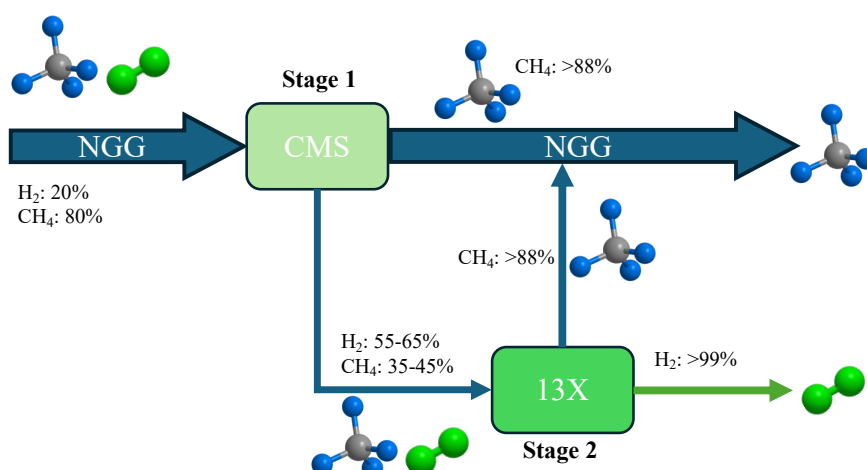 Stage 1
CH₄: >88%
NGG
CMS
NGG
H₂: 20%
CH₄: 80%
CH₄: >88%
H₂: 55-65%
CH₄: 35-45%
13X
H₂: >99%
Stage 2